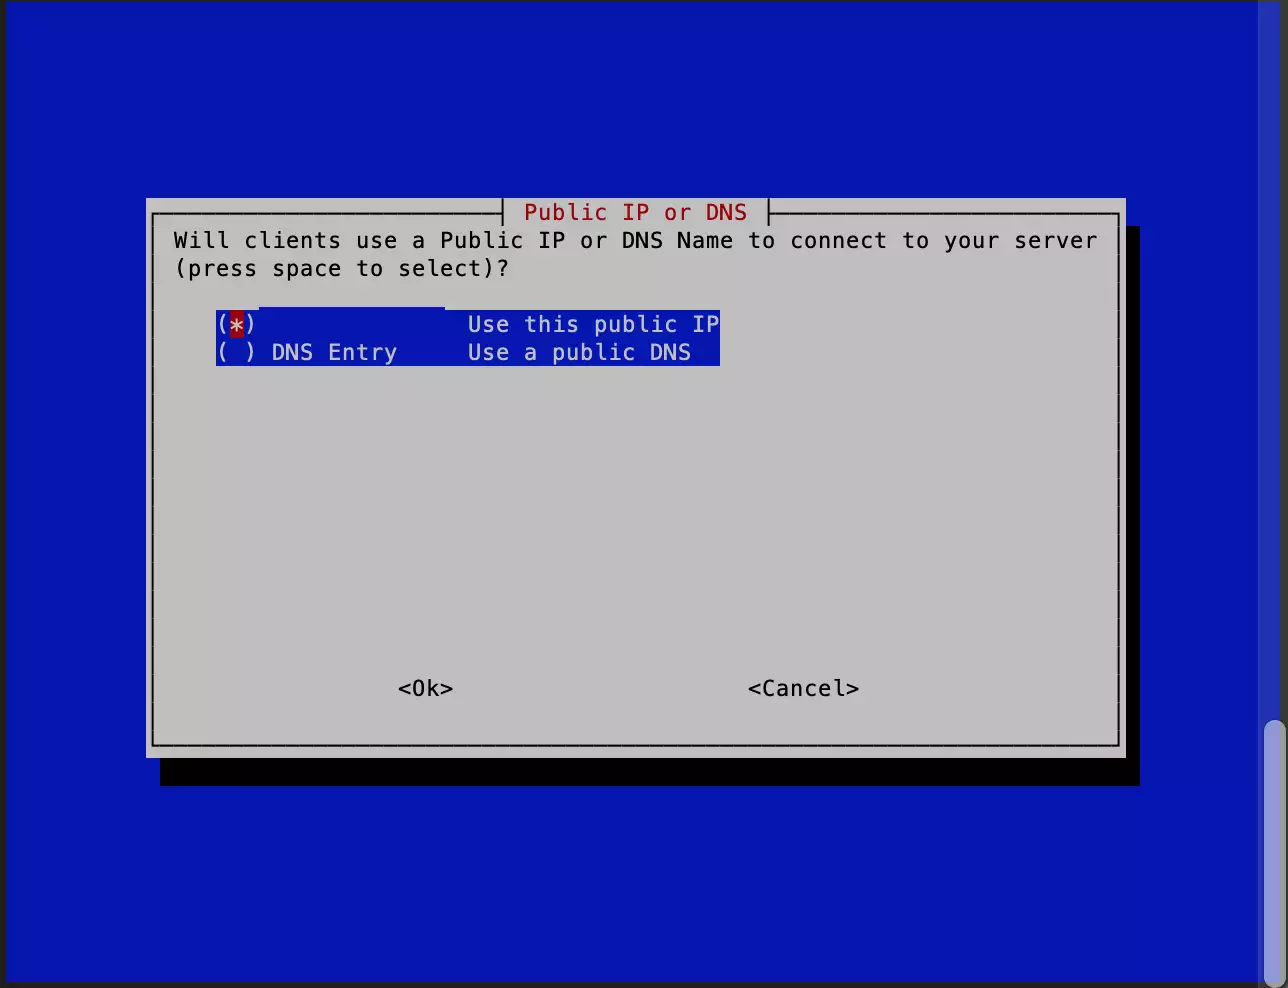 Public IP or DNS
Will clients use a Public IP or DNS Name to connect to your server
(press space to select)?
(*) Use this public IP
( ) DNS Entry Use a public DNS
<Ok> <Cancel>